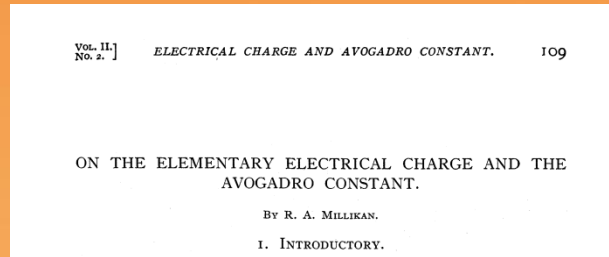 VOL. II.] ELECTRICAL CHARGE AND AVOGADRO CONSTANT. 109
No. 2.
ON THE ELEMENTARY ELECTRICAL CHARGE AND THE
AVOGADRO CONSTANT.
BY R. A. MILLIKAN.
1. INTRODUCTORY.